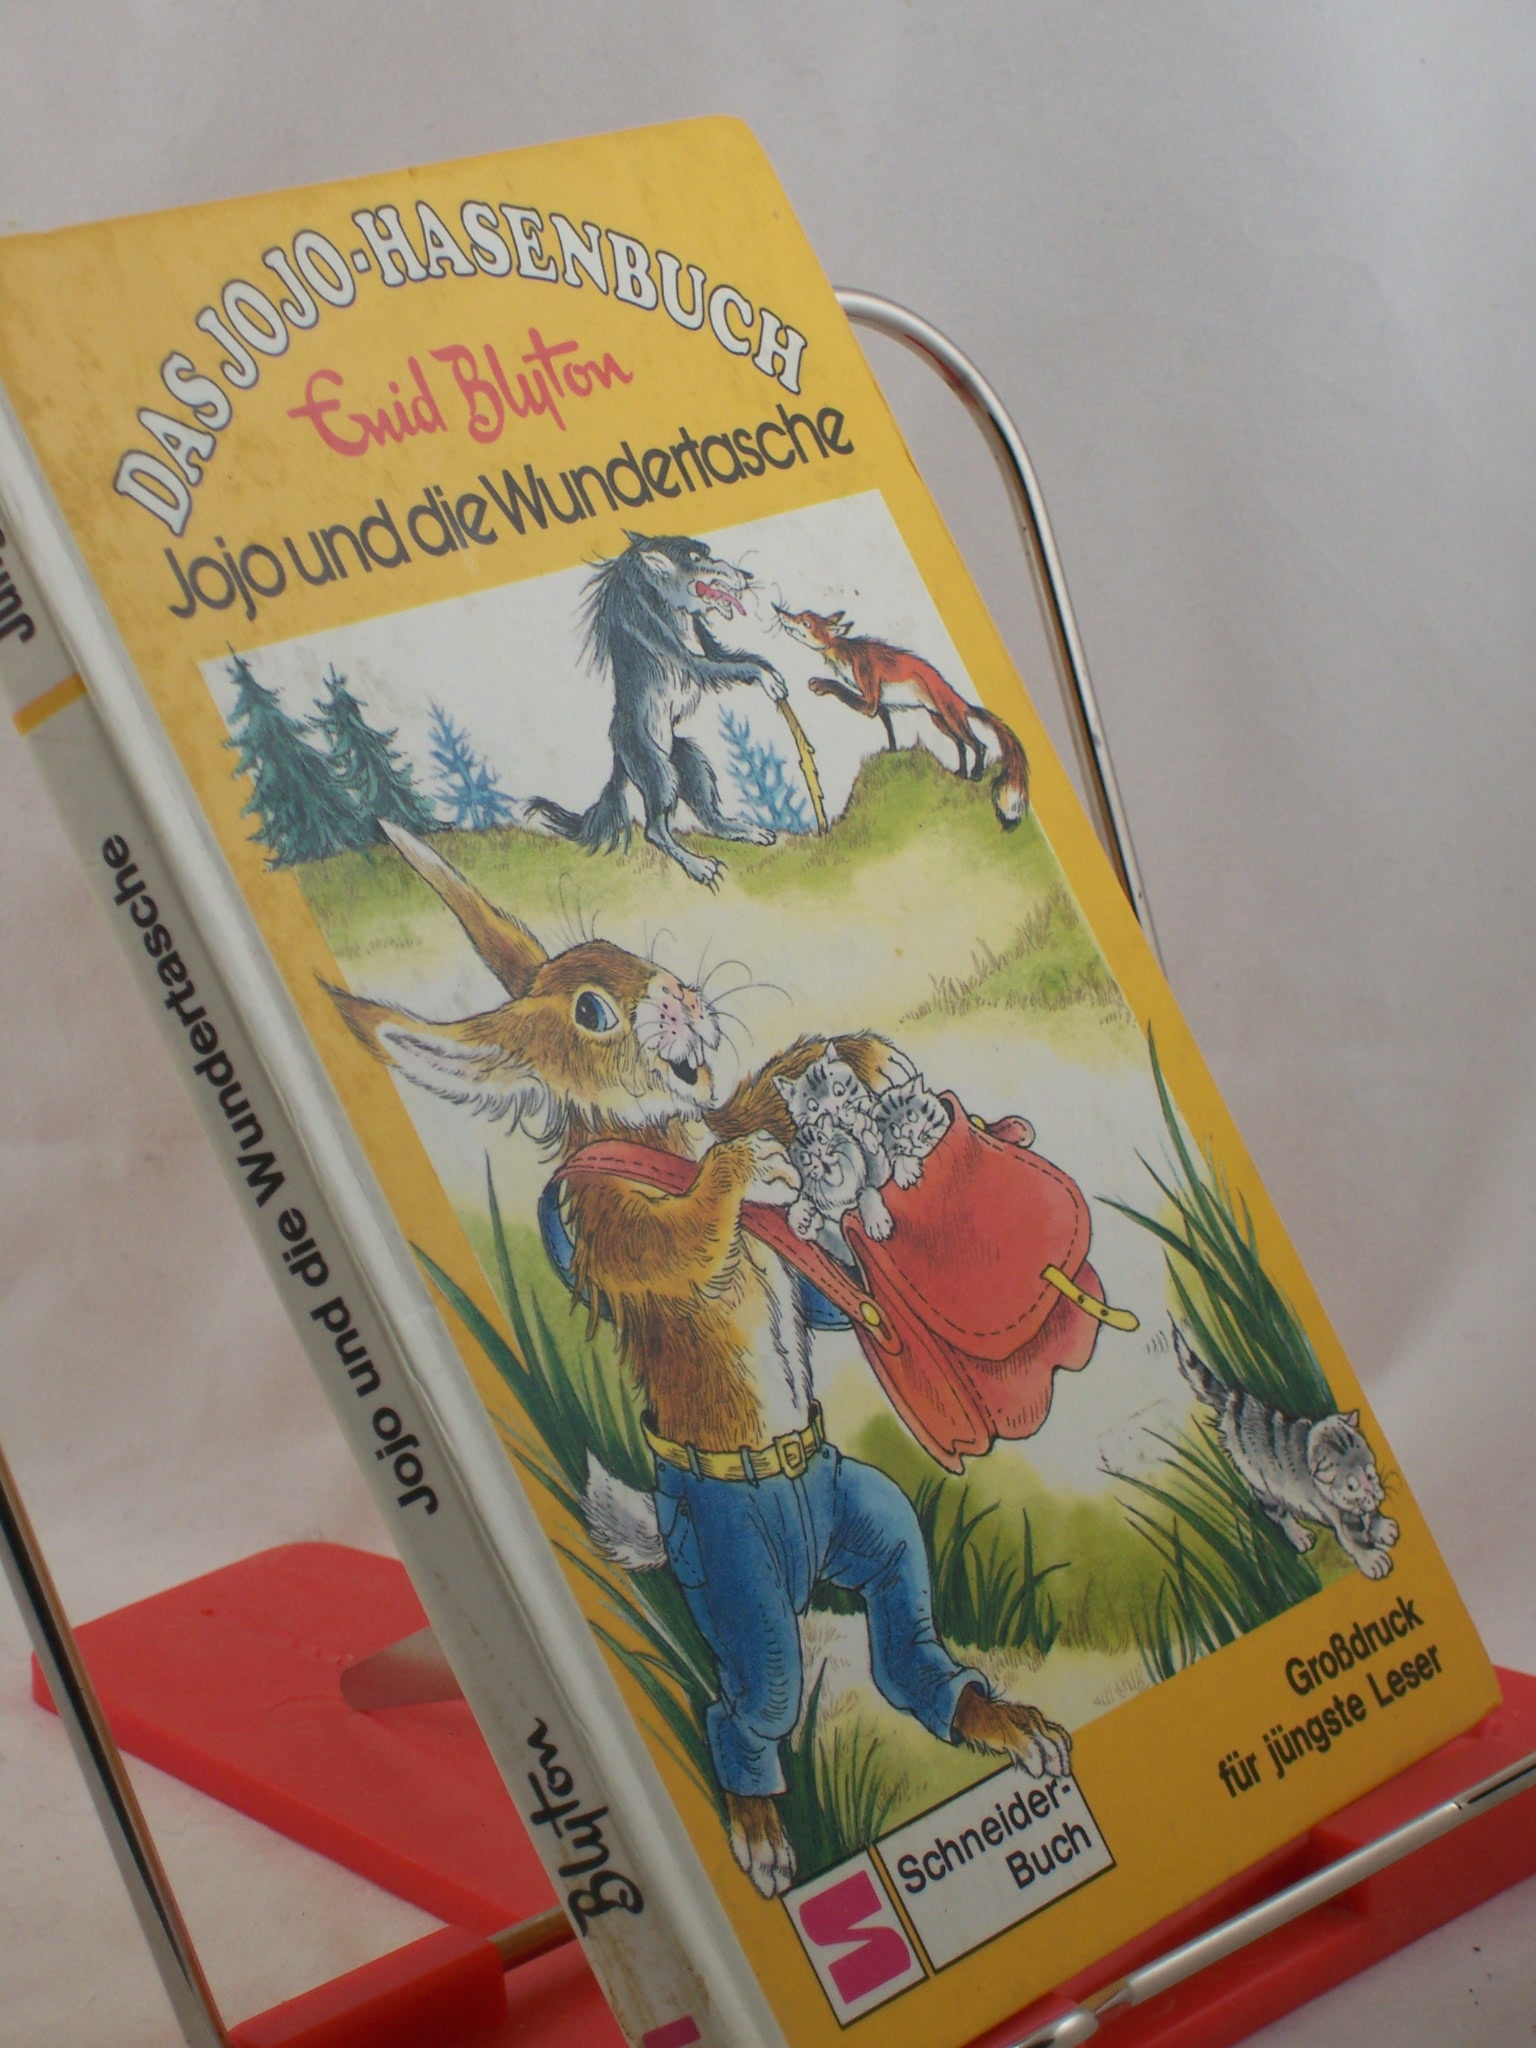 DAS JOJO-HASENBUCH
Enid Blyton
Jojo und die Wundertasche
Großdruck
für jüngste Leser
Schneider-
Buch
Jojo und die Wundertasche
Blyton